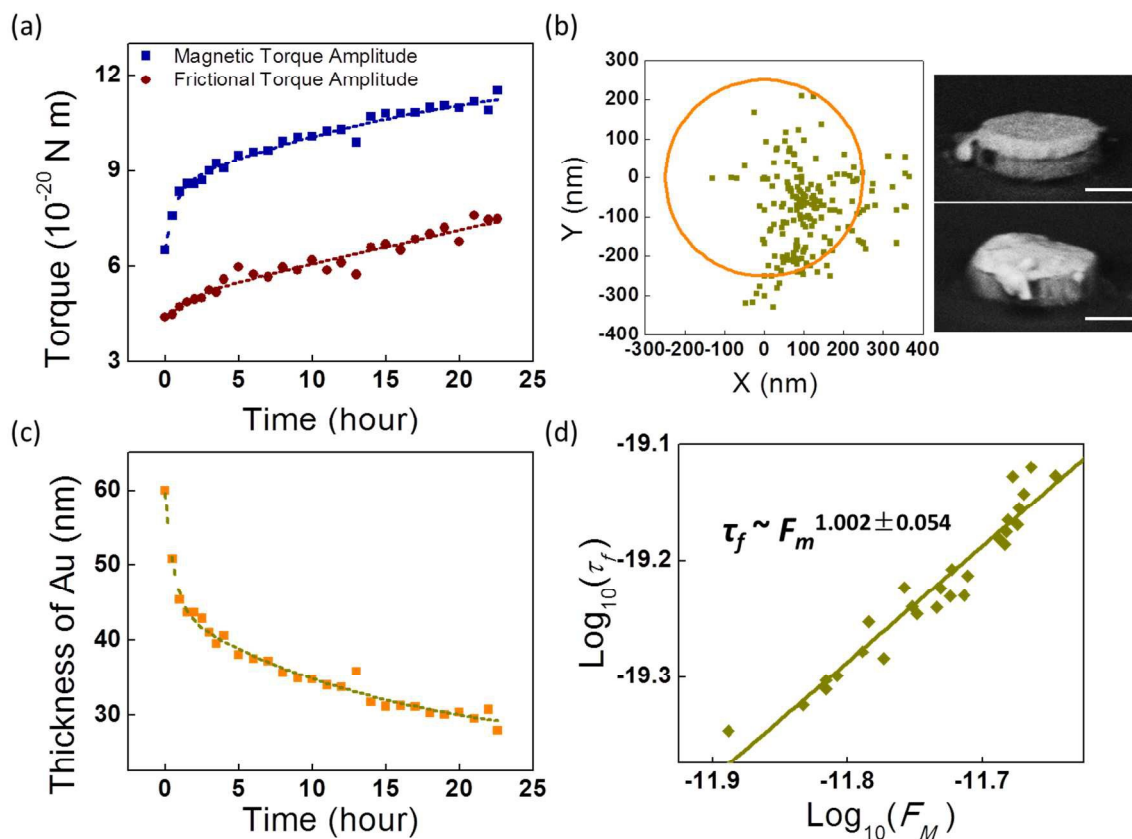 (a)
Magnetic Torque Amplitude
Frictional Torque Amplitude
12
9
6
3
Torque (10⁻²⁰ N m)
0 5 10 15 20 25
Time (hour)
(b)
300
200
100
0
-100
-200
-300
-400
Y (nm)
-300 -200 -100 0 100 200 300 400
X (nm)
(c)
60
50
40
30
Thickness of Au (nm)
0 5 10 15 20 25
Time (hour)
(d)
-19.1
-19.2
-19.3
Log₁₀(τf)
τf ~ Fm^1.002±0.054
-11.9 -11.8 -11.7
Log₁₀(F_M)